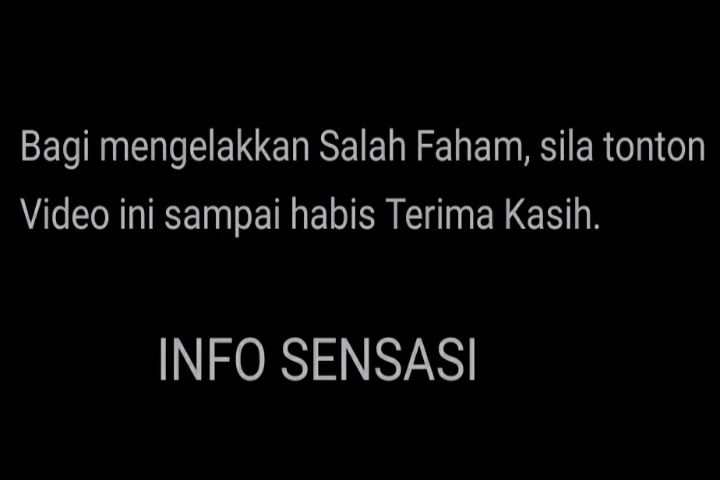 Bagi mengelakkan Salah Faham, sila tonton
Video ini sampai habis Terima Kasih.
INFO SENSASI